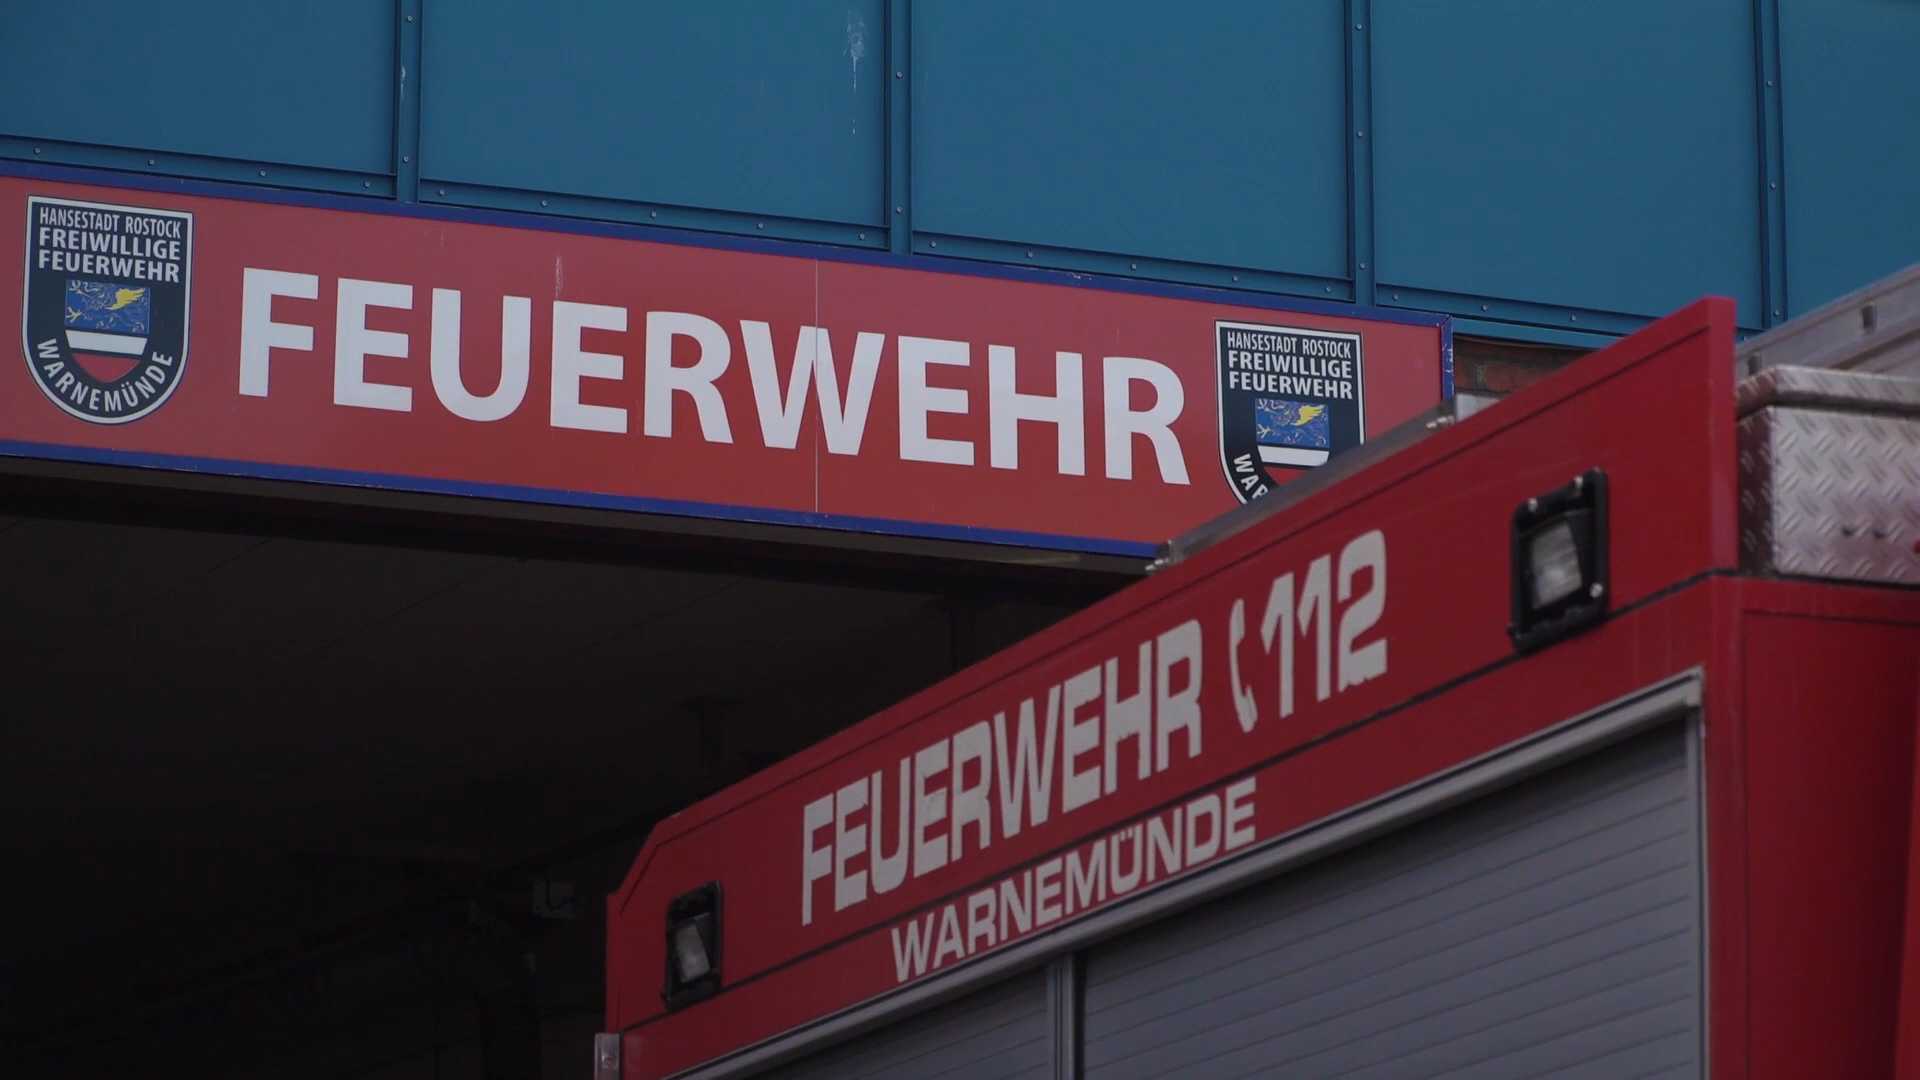 HANSESTADT ROSTOCK
FREIWILLIGE
FEUERWEHR
WARNEMÜNDE
FEUERWEHR
HANSESTADT ROSTOCK
FREIWILLIGE
FEUERWEHR
FEUERWEHR 112
WARNEMÜNDE